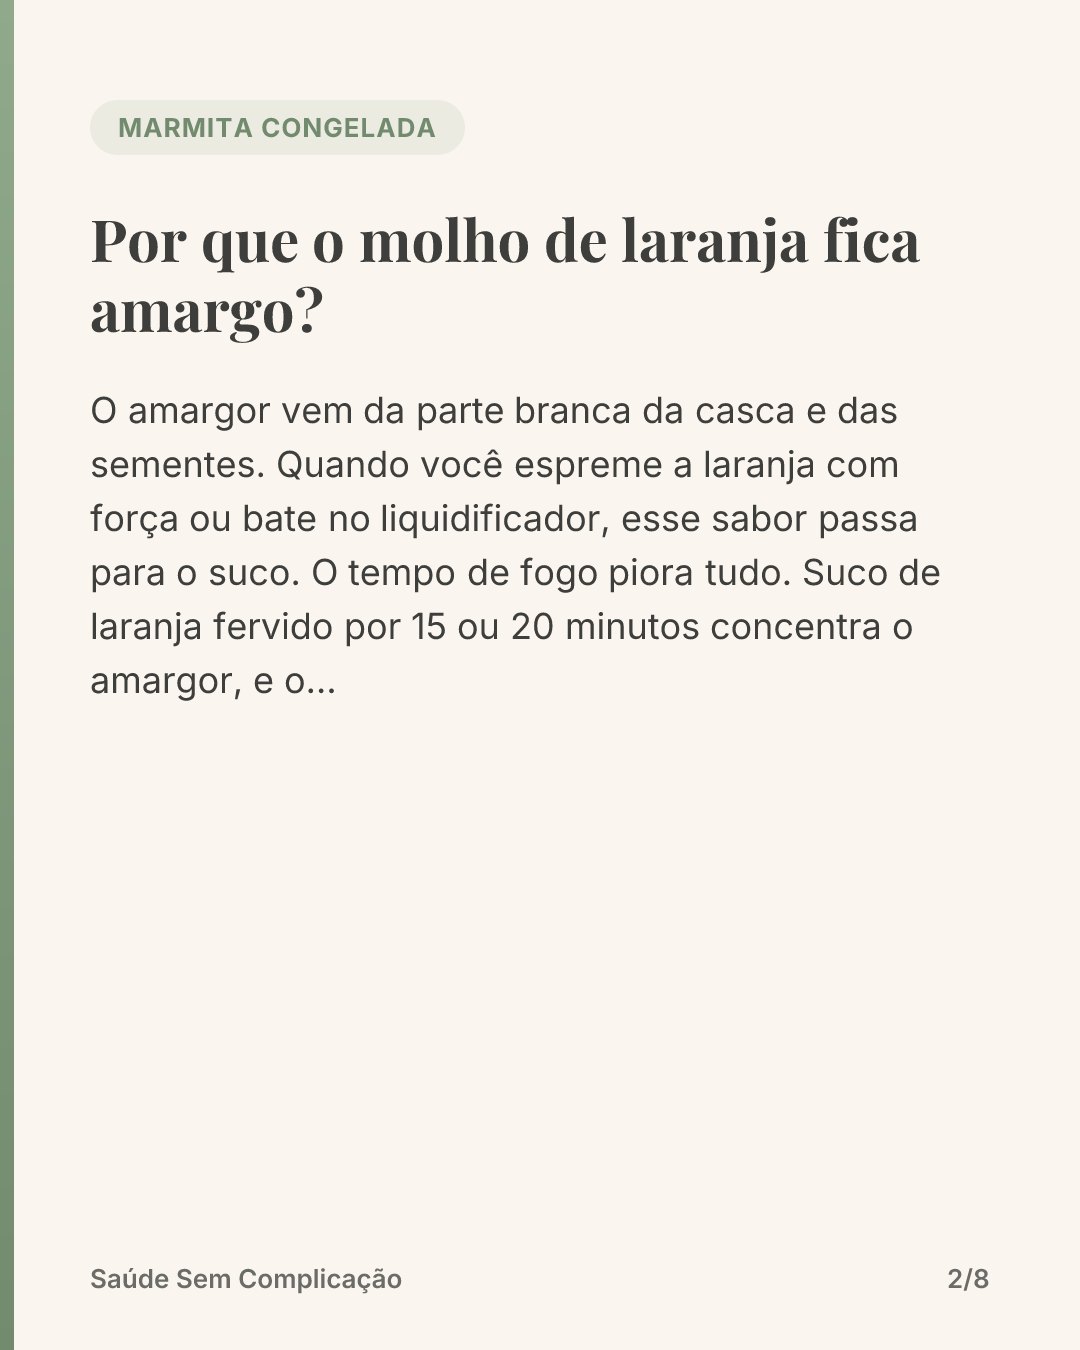 MARMITA CONGELADA
Por que o molho de laranja fica
amargo?
O amargor vem da parte branca da casca e das
sementes. Quando você espreme a laranja com
força ou bate no liquidificador, esse sabor passa
para o suco. O tempo de fogo piora tudo. Suco de
laranja fervido por 15 ou 20 minutos concentra o
amargor, e o...
Saúde Sem Complicação
2/8